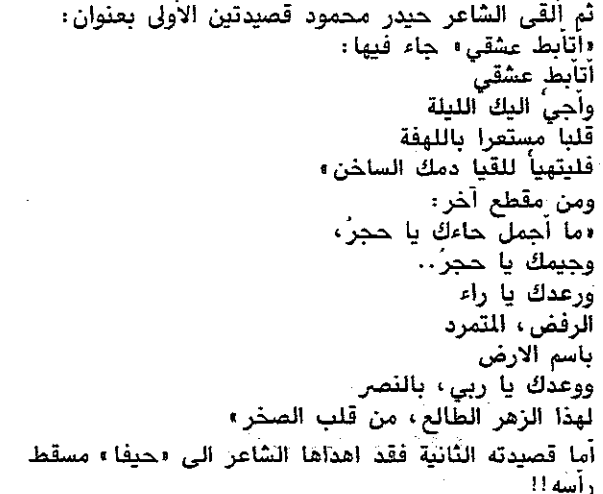 ثم ألقى الشاعر حيدر محمود قصيدتين الأولى بعنوان:
«أتأبط عشقي» جاء فيها:
أتأبط عشقي
وأجيءُ اليك الليلة
قلبا مستعرا باللهفة
فليتهيأ للقيا دمك الساخن»
ومن مقطع آخر:
«ما أجمل حاءك يا حجرُ،
وجيمك يا حجرُ..
ورعدك يا راء
الرفض، المتمرد
باسم الارض
ووعدك يا ربي، بالنصر
لهذا الزهر الطالع، من قلب الصخر»
أما قصيدته الثانية فقد اهداها الشاعر الى «حيفا» مسقط
رأسه!!